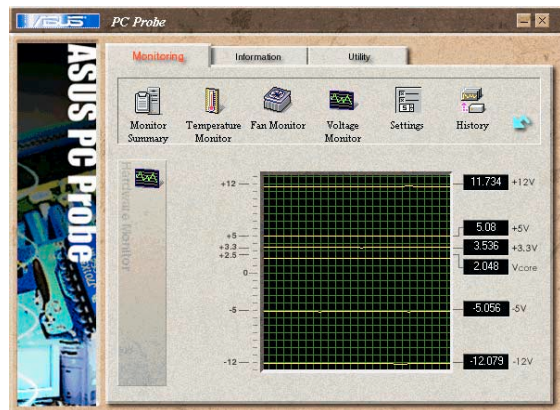 ASUS PC Probe
Monitoring Information Utility
Monitor Summary
Temperature Monitor
Fan Monitor
Voltage Monitor
Settings
History
ASUS PC Probe
Hardware Monitor
+12
+5
+3.3
+2.5
0
-5
-12
11.734 +12V
5.08 +5V
3.536 +3.3V
2.048 Vcore
-5.056 -5V
-12.079 -12V